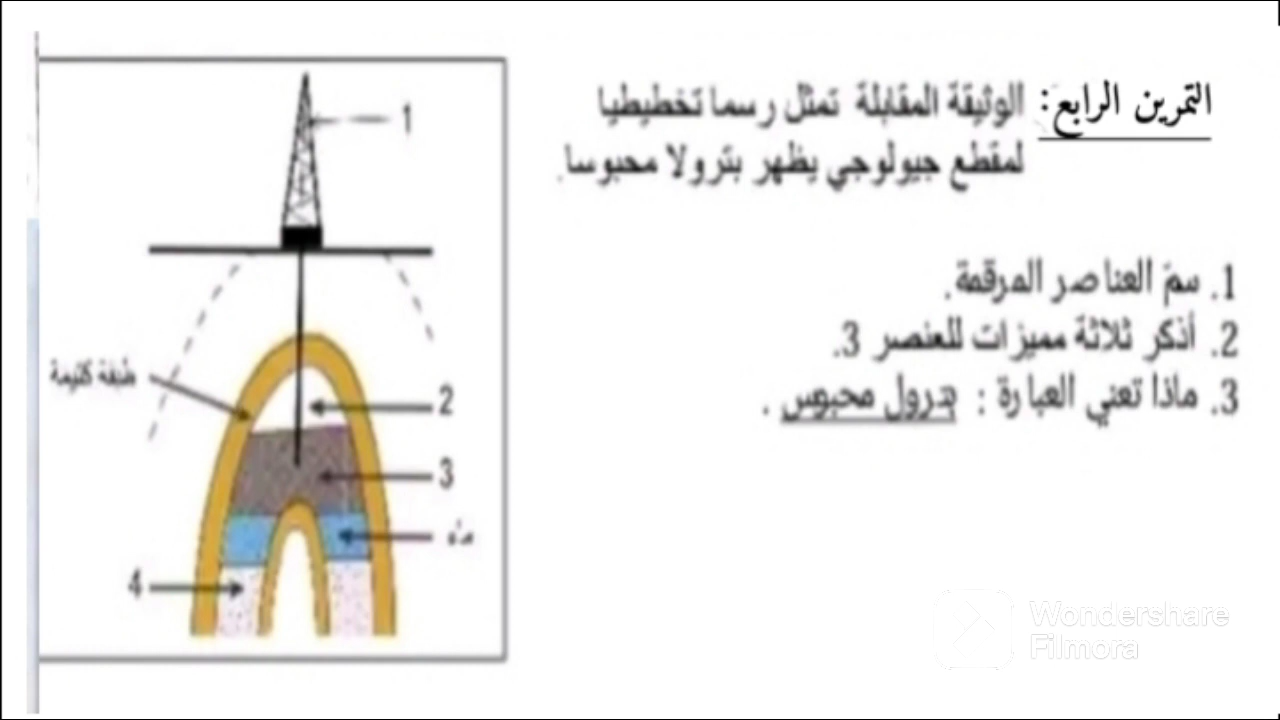 التمرين الرابع: الوثيقة المقابلة تمثل رسما تخطيطيا
لمقطع جيولوجي يظهر بترولا محبوسا.
1. سمّ العناصر المرقمة.
2. أذكر ثلاثة مميزات للعنصر 3.
3. ماذا تعني العبارة : بترول محبوس .
1
طبقة كتيمة
2
3
ماء
4
Wondershare
Filmora